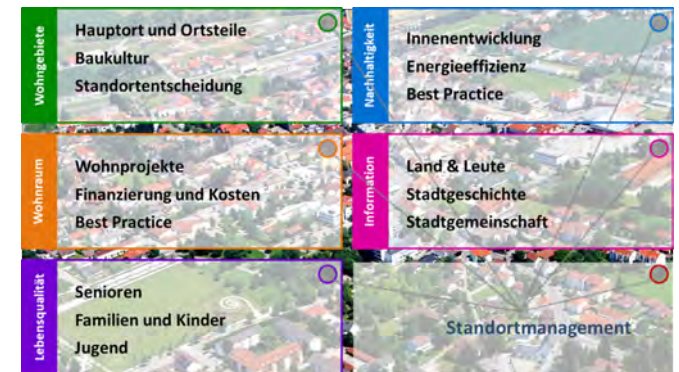 Wohngebiete
Hauptort und Ortsteile
Baukultur
Standortentscheidung
Nachhaltigkeit
Innenentwicklung
Energieeffizienz
Best Practice
Wohnraum
Wohnprojekte
Finanzierung und Kosten
Best Practice
Information
Land & Leute
Stadtgeschichte
Stadtgemeinschaft
Lebensqualität
Senioren
Familien und Kinder
Jugend
Standortmanagement